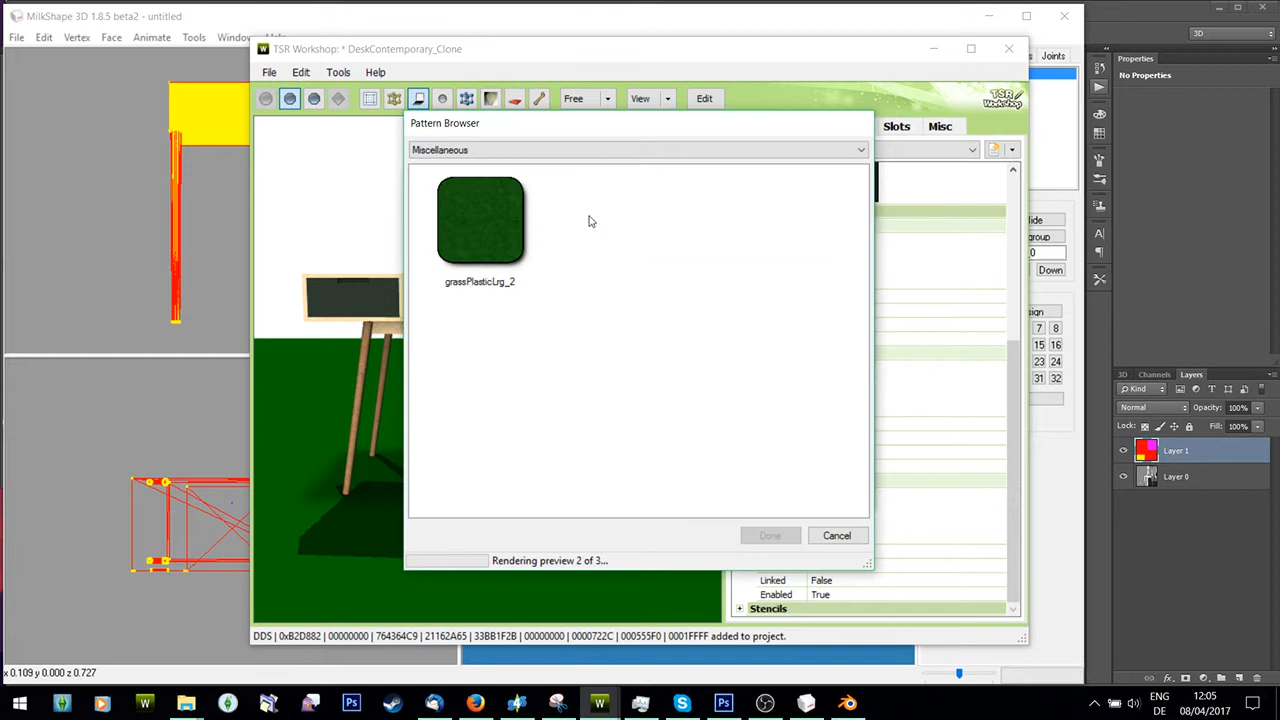 MilkShape 3D 1.8.5 beta2 - untitled
File Edit Vertex Face Animate Tools Window
TSR Workshop: * DeskContemporary_Clone
File Edit Tools Help
Free View Edit
TSR Workshop
Pattern Browser
Slots Misc
Miscellaneous
grassPlasticLrg_2
Done Cancel
Rendering preview 2 of 3...
Linked False
Enabled True
Stencils
DDS | 0xB2D882 | 00000000 | 764364C9 | 21162A65 | 33BB1F2B | 00000000 | 0000722C | 000555F0 | 0001FFFF added to project.
x 0.109 y 0.000 z 0.727
Joints
Down
7 8
15 16
23 24
31 32
3D
Properties
No Properties
3D Channels Layers
Kind
Normal Opacity: 100%
Lock: Fill: 100%
Layer 1
Layer 0
ENG 12:05
DE 08/04/2017